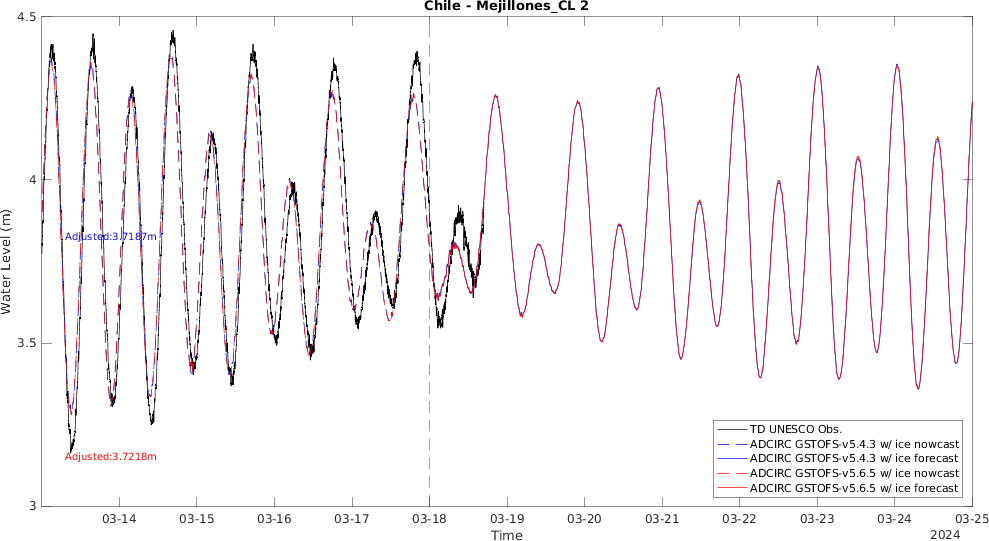 Chile - Mejillones_CL 2
4.5
4
3.5
3
Water Level (m)
Adjusted:3.7187m
Adjusted:3.7218m
TD UNESCO Obs.
ADCIRC GSTOFS-v5.4.3 w/ ice nowcast
ADCIRC GSTOFS-v5.4.3 w/ ice forecast
ADCIRC GSTOFS-v5.6.5 w/ ice nowcast
ADCIRC GSTOFS-v5.6.5 w/ ice forecast
03-14 03-15 03-16 03-17 03-18 03-19 03-20 03-21 03-22 03-23 03-24 03-25
Time
2024